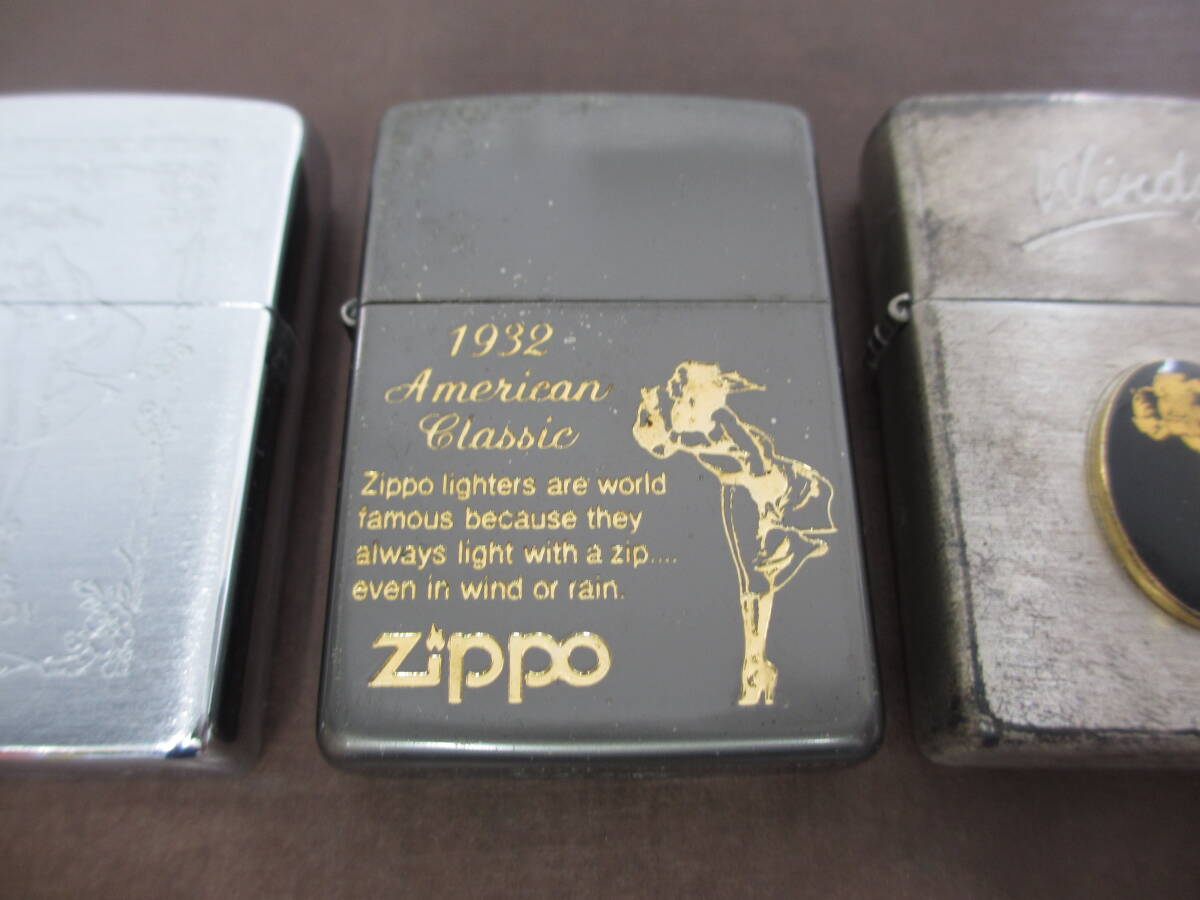 1932
American
Classic
Zippo lighters are world
famous because they
always light with a zip....
even in wind or rain.
Zippo